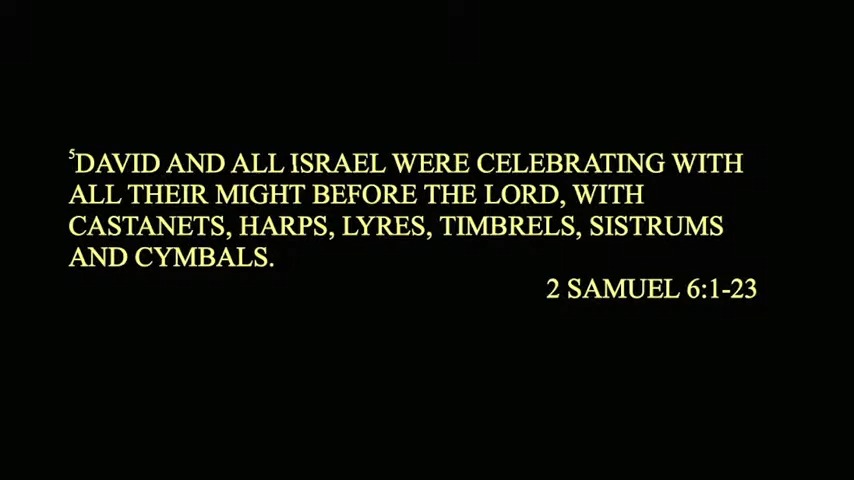 ⁵DAVID AND ALL ISRAEL WERE CELEBRATING WITH
ALL THEIR MIGHT BEFORE THE LORD, WITH
CASTANETS, HARPS, LYRES, TIMBRELS, SISTRUMS
AND CYMBALS.
2 SAMUEL 6:1-23